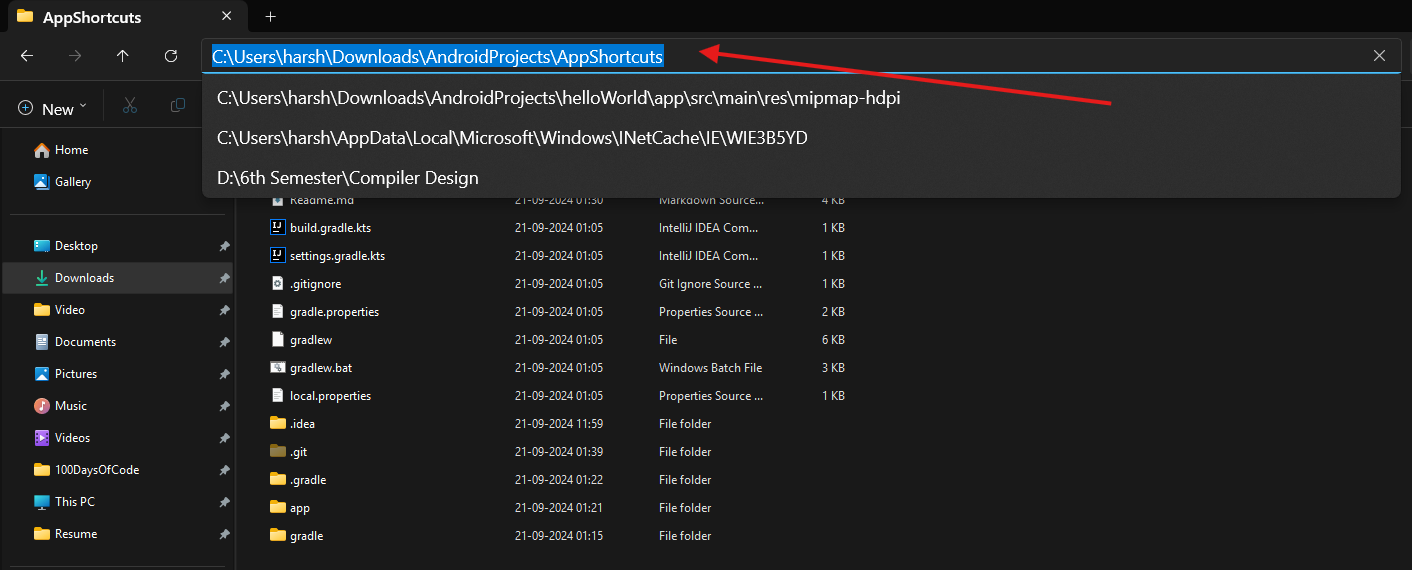 AppShortcuts
C:\Users\harsh\Downloads\AndroidProjects\AppShortcuts
C:\Users\harsh\Downloads\AndroidProjects\helloWorld\app\src\main\res\mipmap-hdpi
C:\Users\harsh\AppData\Local\Microsoft\Windows\INetCache\IE\WIE3B5YD
D:\6th Semester\Compiler Design
New
Home
Gallery
Desktop
Downloads
Video
Documents
Pictures
Music
Videos
100DaysOfCode
This PC
Resume
Readme.md 21-09-2024 01:30 Markdown Source... 4 KB
build.gradle.kts 21-09-2024 01:05 IntelliJ IDEA Com... 1 KB
settings.gradle.kts 21-09-2024 01:05 IntelliJ IDEA Com... 1 KB
.gitignore 21-09-2024 01:05 Git Ignore Source ... 1 KB
gradle.properties 21-09-2024 01:05 Properties Source ... 2 KB
gradlew 21-09-2024 01:05 File 6 KB
gradlew.bat 21-09-2024 01:05 Windows Batch File 3 KB
local.properties 21-09-2024 01:05 Properties Source ... 1 KB
.idea 21-09-2024 11:59 File folder
.git 21-09-2024 01:39 File folder
.gradle 21-09-2024 01:22 File folder
app 21-09-2024 01:21 File folder
gradle 21-09-2024 01:15 File folder